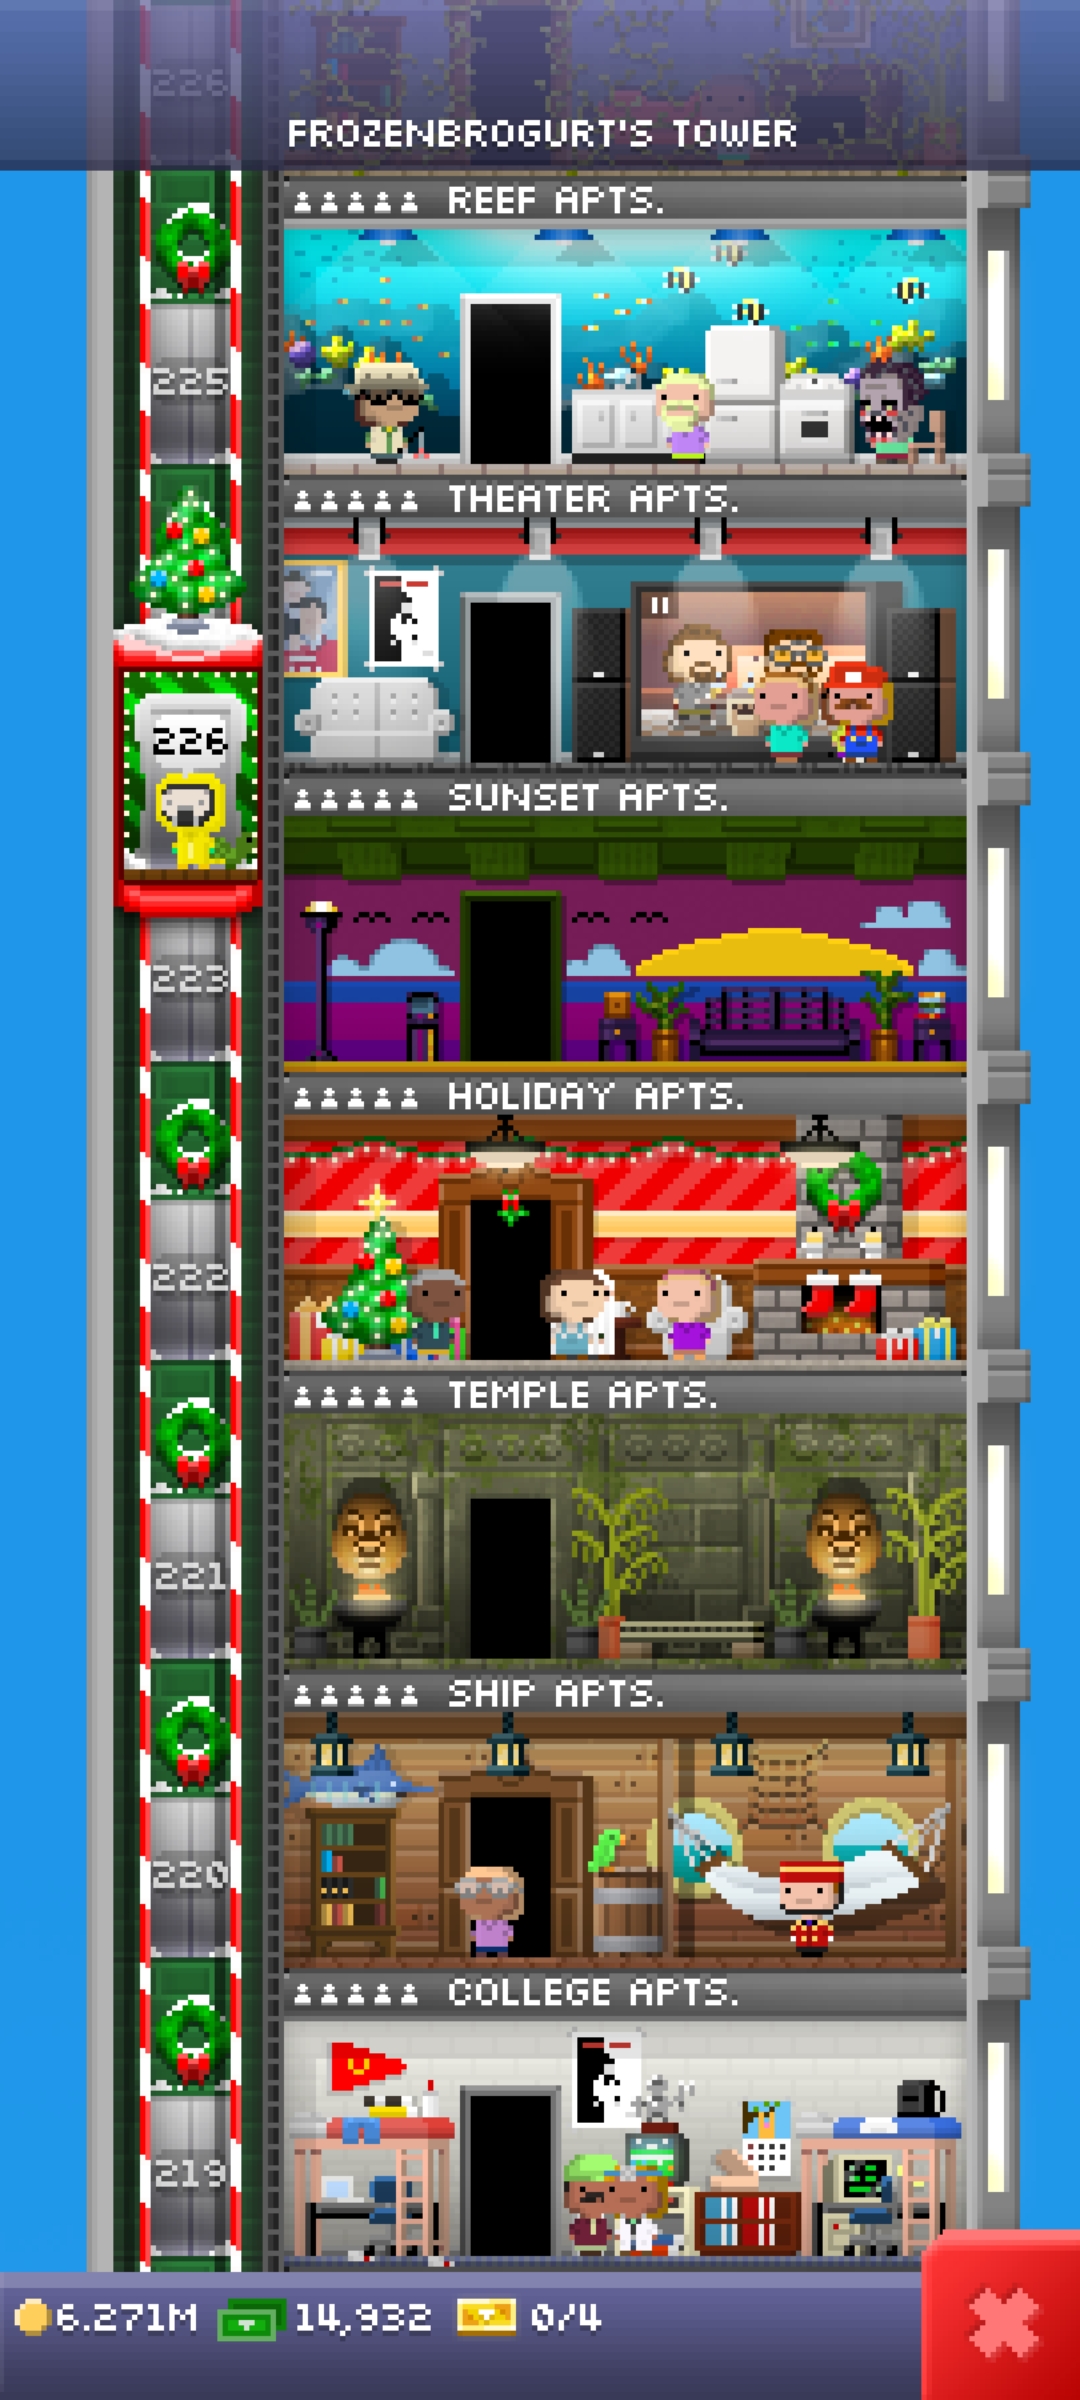 226
FROZENBROGURT'S TOWER
REEF APTS.
225
THEATER APTS.
226
SUNSET APTS.
223
HOLIDAY APTS.
222
TEMPLE APTS.
221
SHIP APTS.
220
COLLEGE APTS.
219
6.271M 14,932 0/4